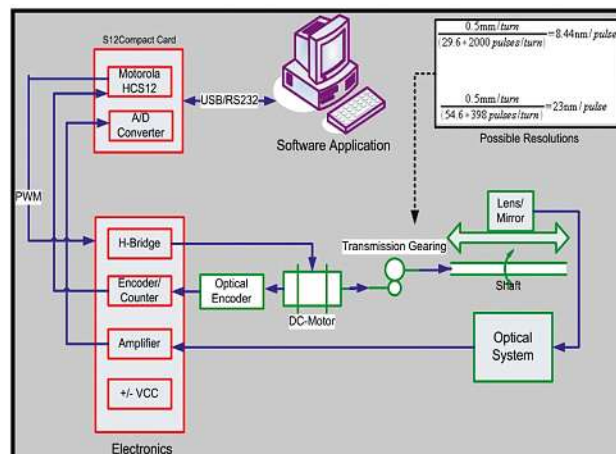 S12Compact Card
Motorola
HCS12
A/D
Converter
USB/RS232
Software Application
0.5mm/turn
(29.6+2000 pulses/turn)
=8.44nm/pulse
0.5mm/turn
(54.6+398 pulses/turn)
=23nm/pulse
Possible Resolutions
PWM
H-Bridge
Encoder/
Counter
Optical
Encoder
DC-Motor
Transmission Gearing
Lens/
Mirror
Shaft
Amplifier
Optical
System
+/- VCC
Electronics